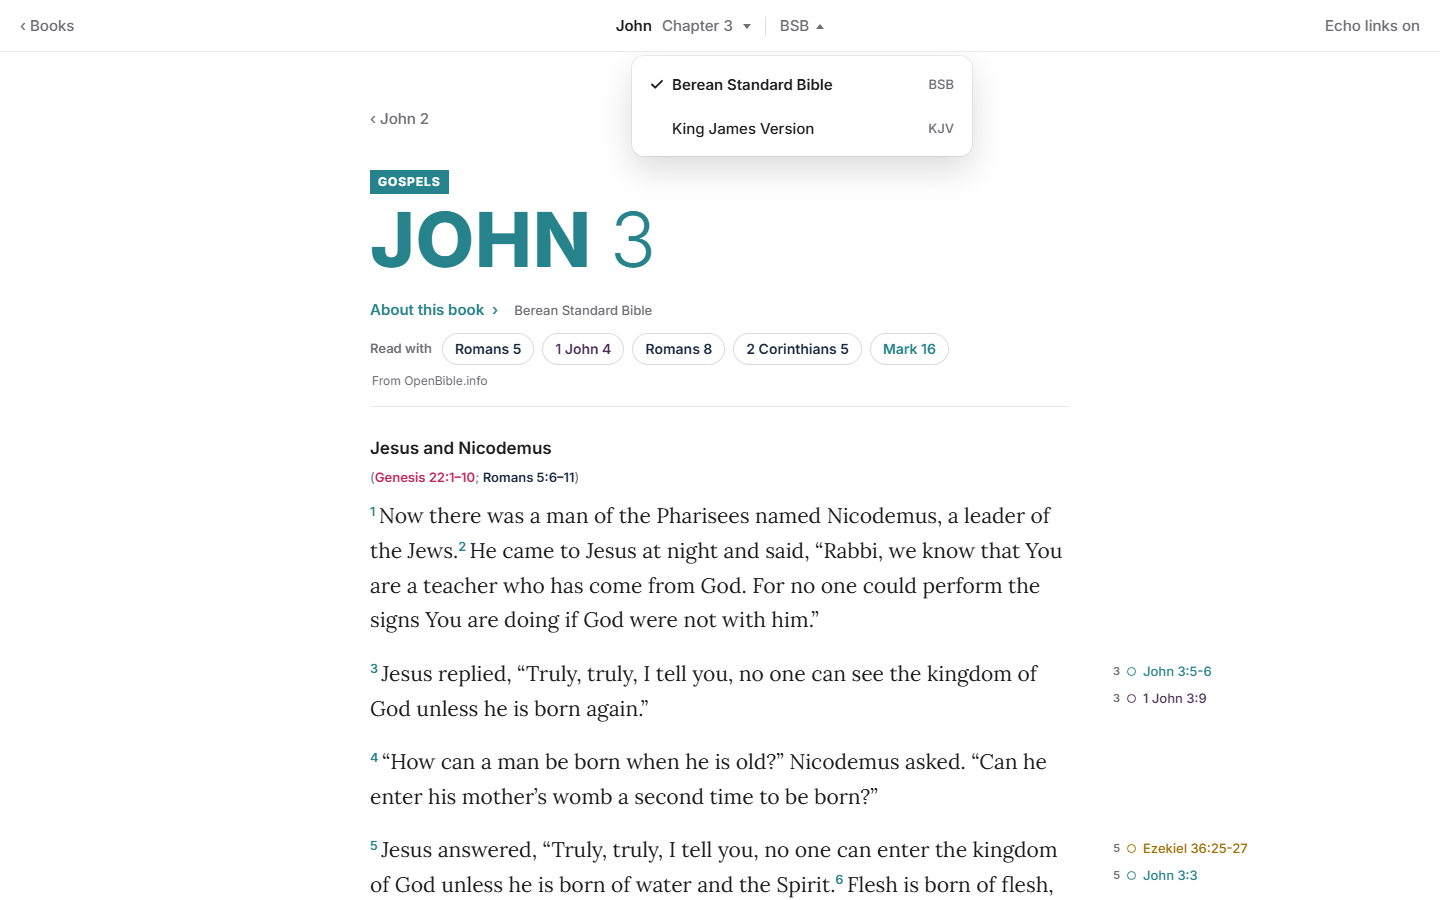 ‹ Books
John Chapter 3
BSB
Echo links on
Berean Standard Bible BSB
King James Version KJV
‹ John 2
GOSPELS
JOHN 3
About this book ›
Berean Standard Bible
Read with Romans 5 1 John 4 Romans 8 2 Corinthians 5 Mark 16
From OpenBible.info
Jesus and Nicodemus
(Genesis 22:1–10; Romans 5:6–11)
1 Now there was a man of the Pharisees named Nicodemus, a leader of
the Jews. 2 He came to Jesus at night and said, “Rabbi, we know that You
are a teacher who has come from God. For no one could perform the
signs You are doing if God were not with him.”
3 Jesus replied, “Truly, truly, I tell you, no one can see the kingdom of
God unless he is born again.”
3 John 3:5-6
3 1 John 3:9
4 “How can a man be born when he is old?” Nicodemus asked. “Can he
enter his mother’s womb a second time to be born?”
5 Jesus answered, “Truly, truly, I tell you, no one can enter the kingdom
of God unless he is born of water and the Spirit. 6 Flesh is born of flesh,
5 Ezekiel 36:25-27
5 John 3:3